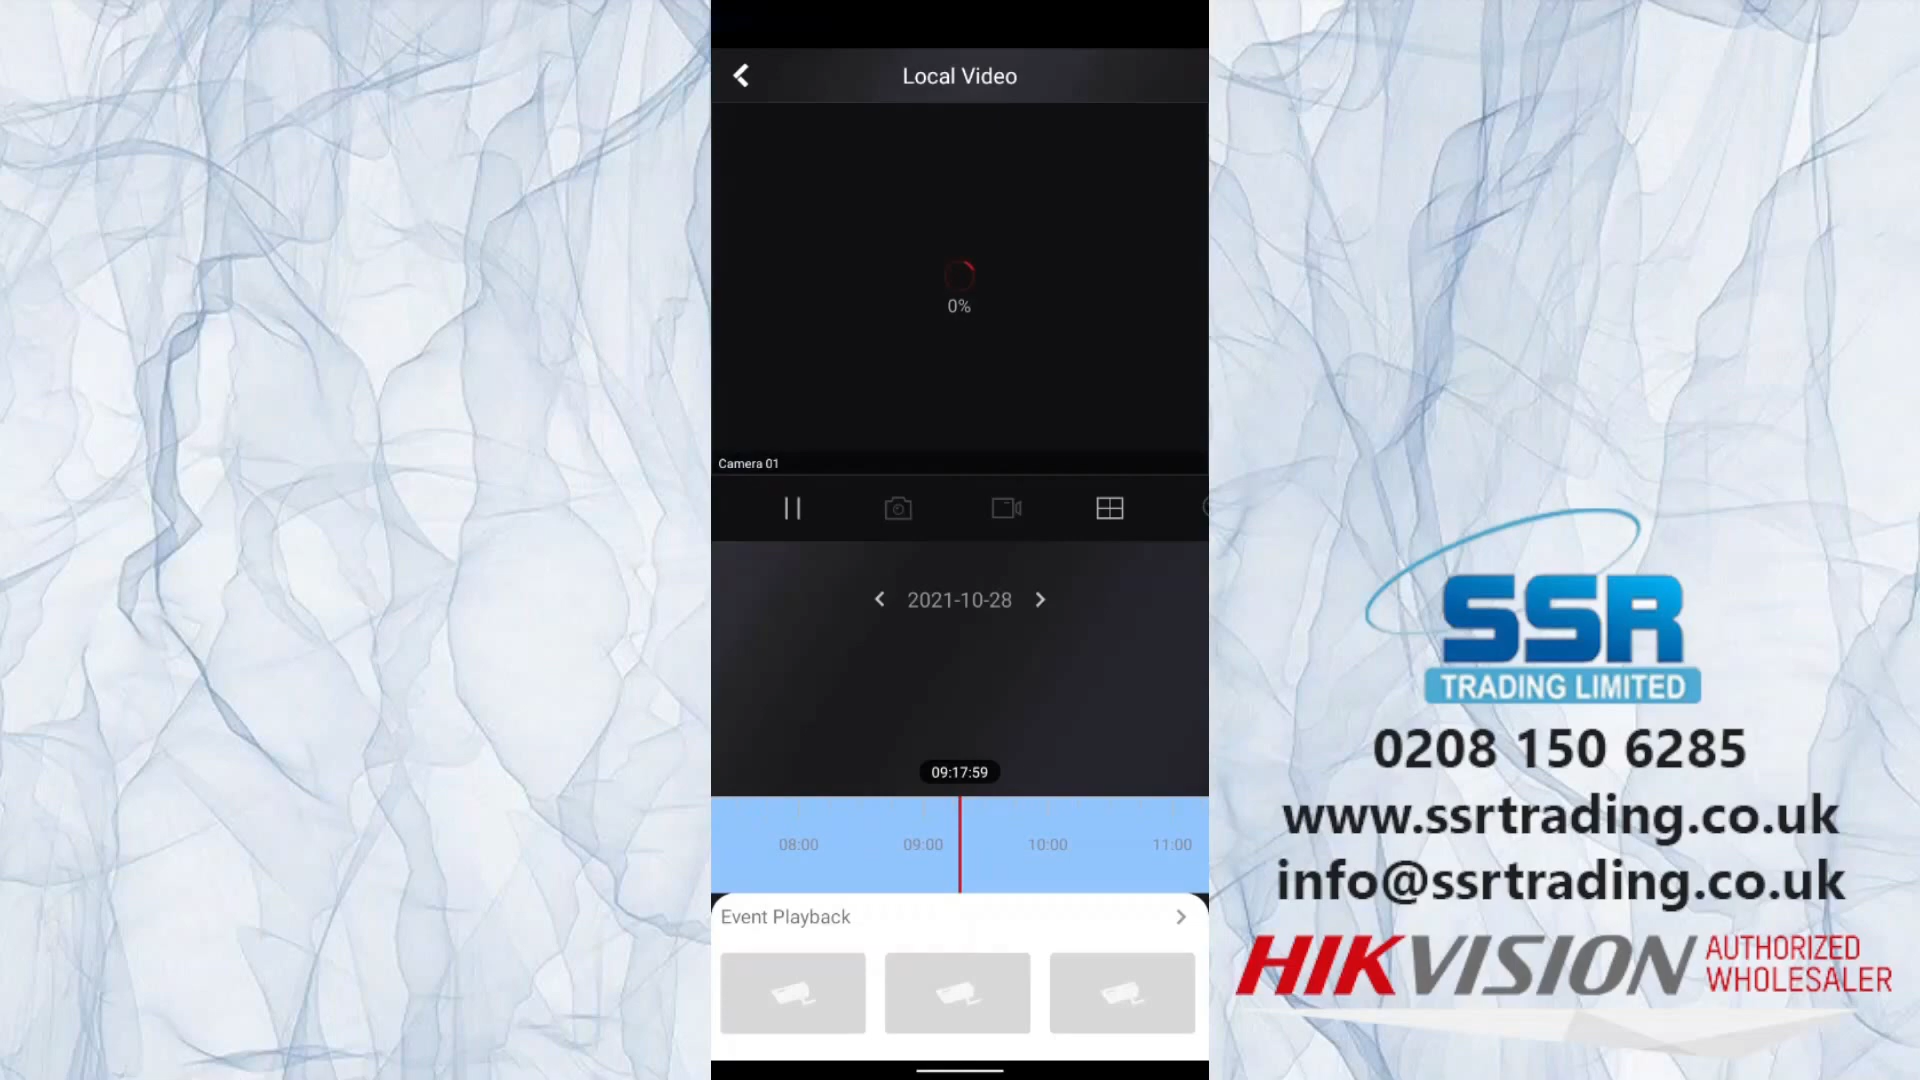 Local Video
0%
Camera 01
2021-10-28
09:17:59
08:00 09:00 10:00 11:00
Event Playback
SSR
TRADING LIMITED
0208 150 6285
www.ssrtrading.co.uk
info@ssrtrading.co.uk
HIKVISION AUTHORIZED
WHOLESALER